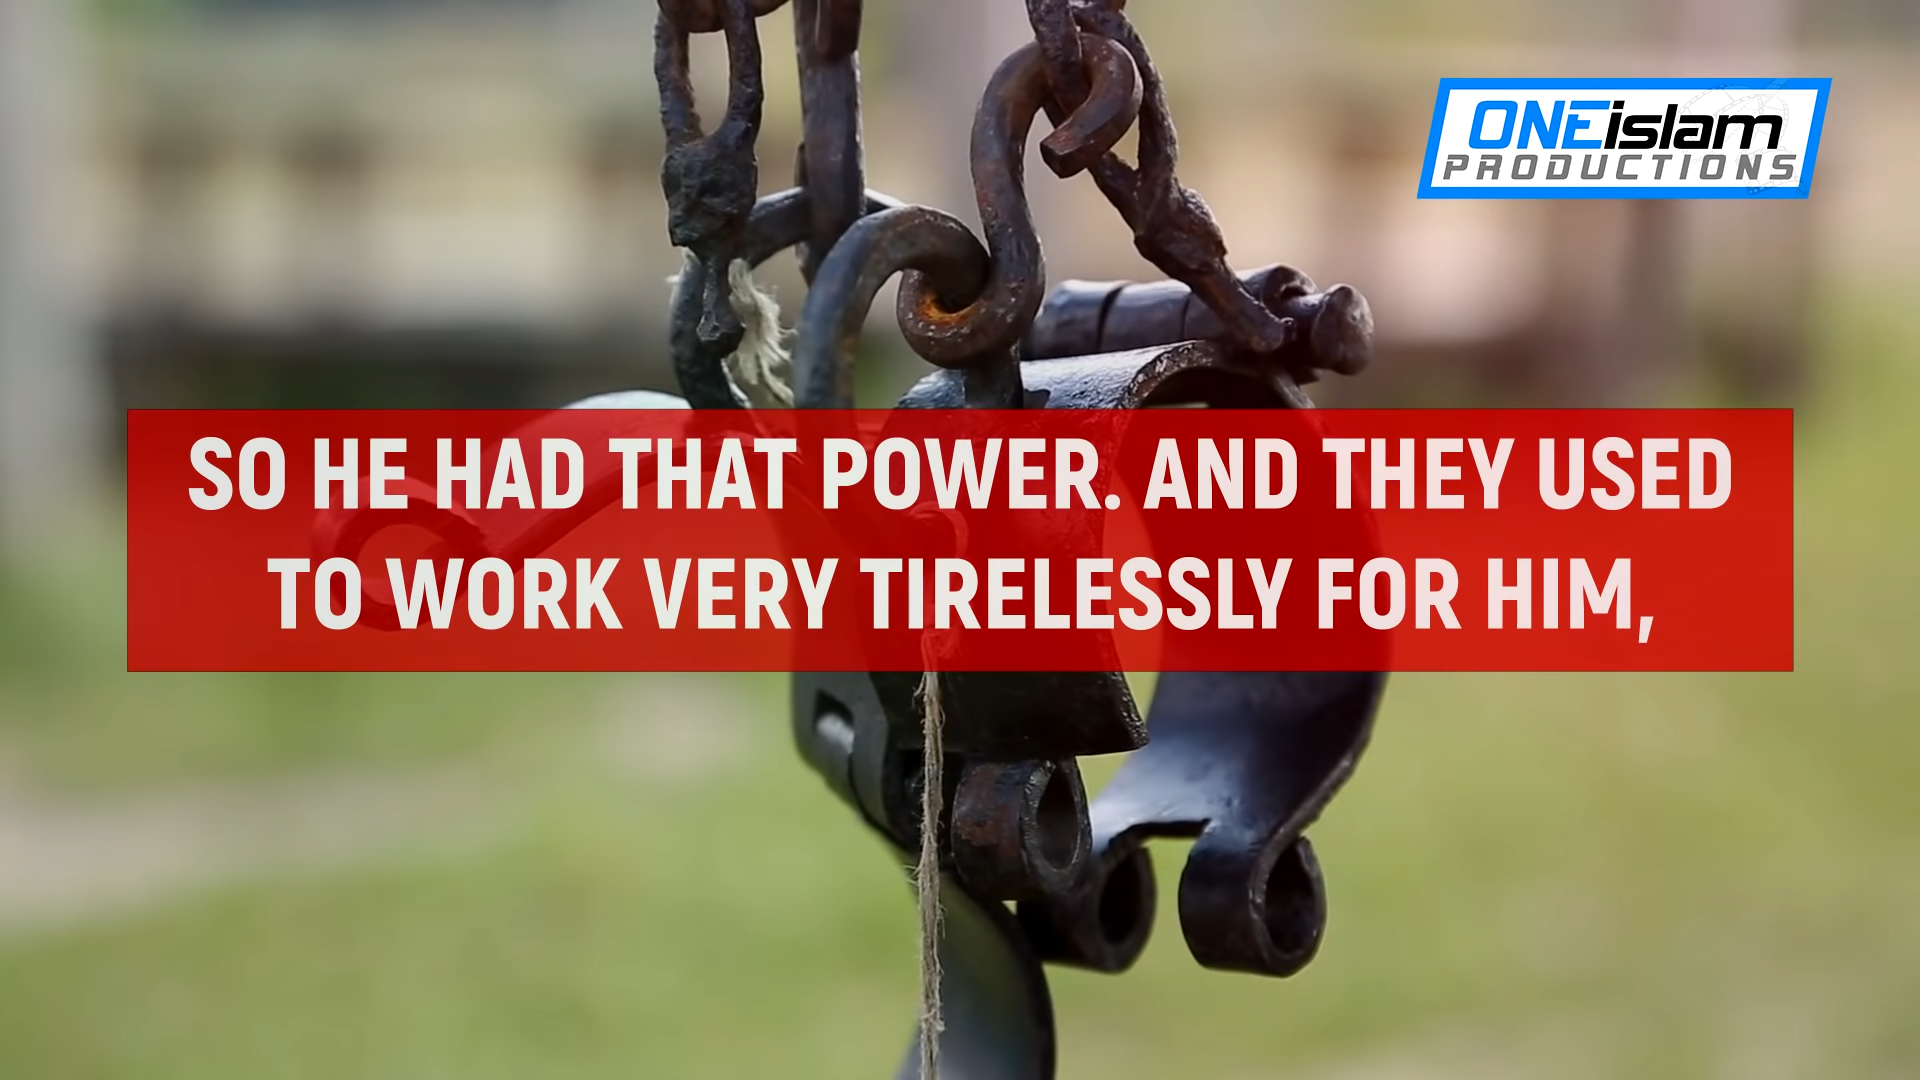 ONEislam
PRODUCTIONS
SO HE HAD THAT POWER. AND THEY USED
TO WORK VERY TIRELESSLY FOR HIM,